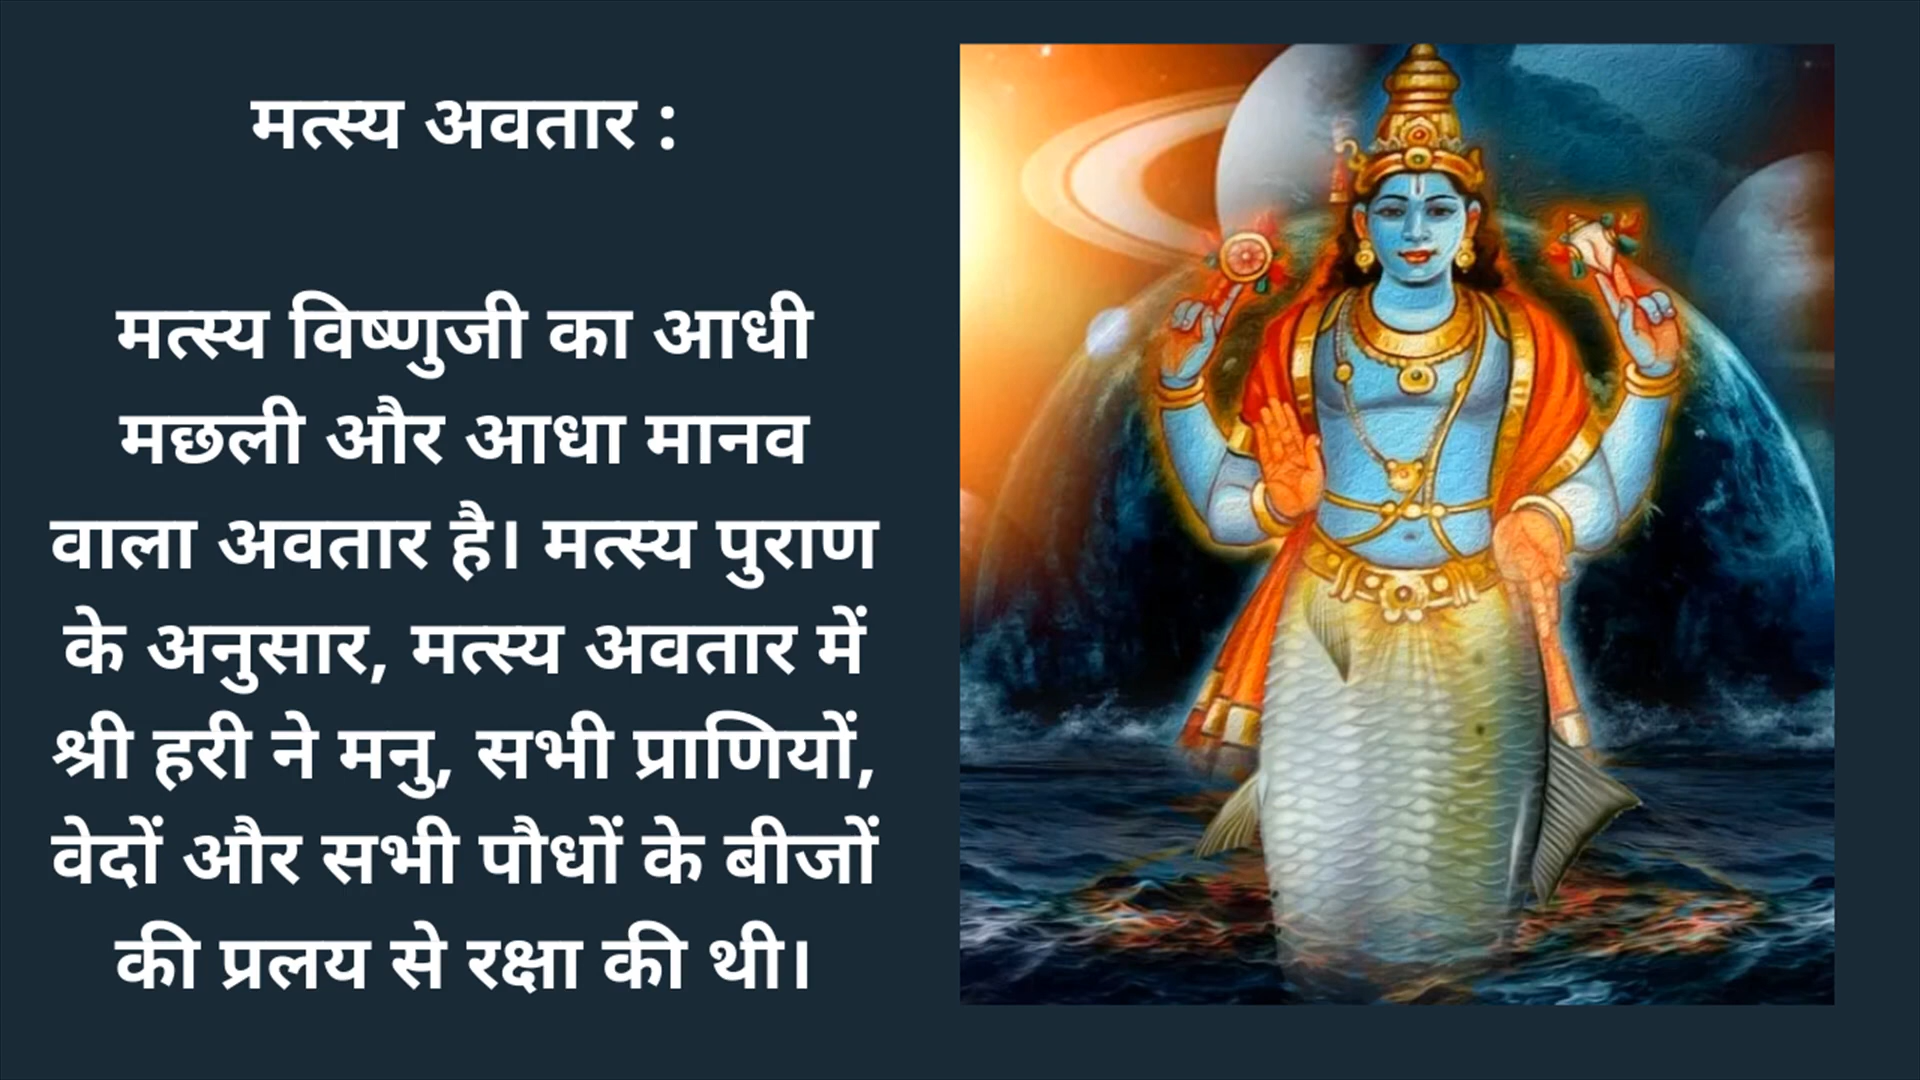 मत्स्य अवतार :
मत्स्य विष्णुजी का आधी
मछली और आधा मानव
वाला अवतार है। मत्स्य पुराण
के अनुसार, मत्स्य अवतार में
श्री हरी ने मनु, सभी प्राणियों,
वेदों और सभी पौधों के बीजों
की प्रलय से रक्षा की थी।